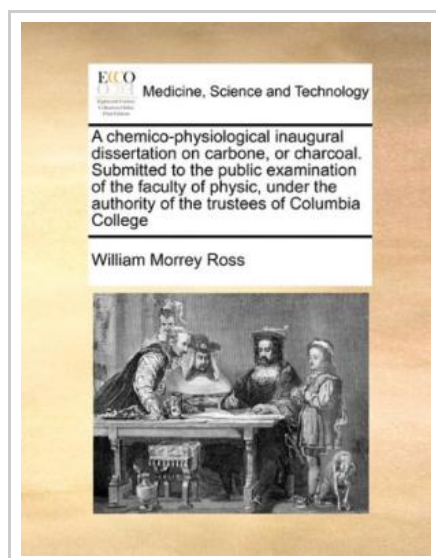 ECCO
Medicine, Science and Technology
A chemico-physiological inaugural
dissertation on carbone, or charcoal.
Submitted to the public examination
of the faculty of physic, under the
authority of the trustees of Columbia
College
William Morrey Ross